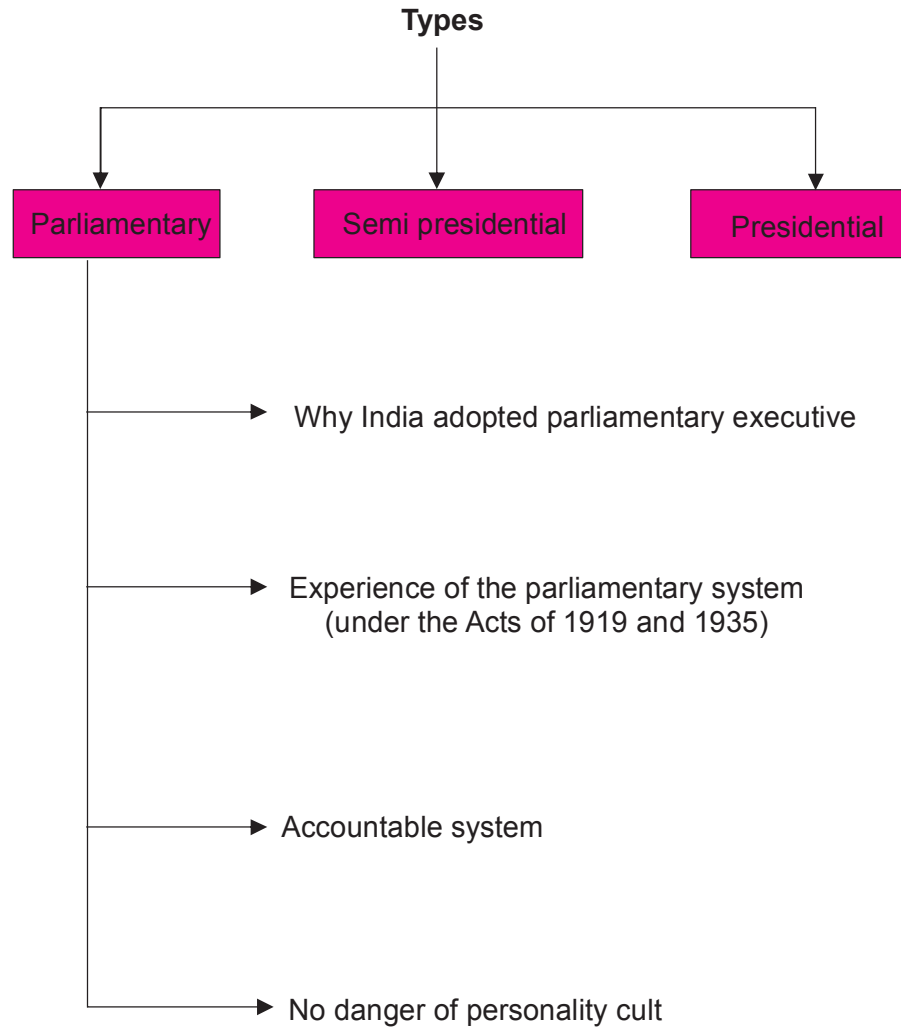 Types
Parliamentary
Semi presidential
Presidential
Why India adopted parliamentary executive
Experience of the parliamentary system
(under the Acts of 1919 and 1935)
Accountable system
No danger of personality cult